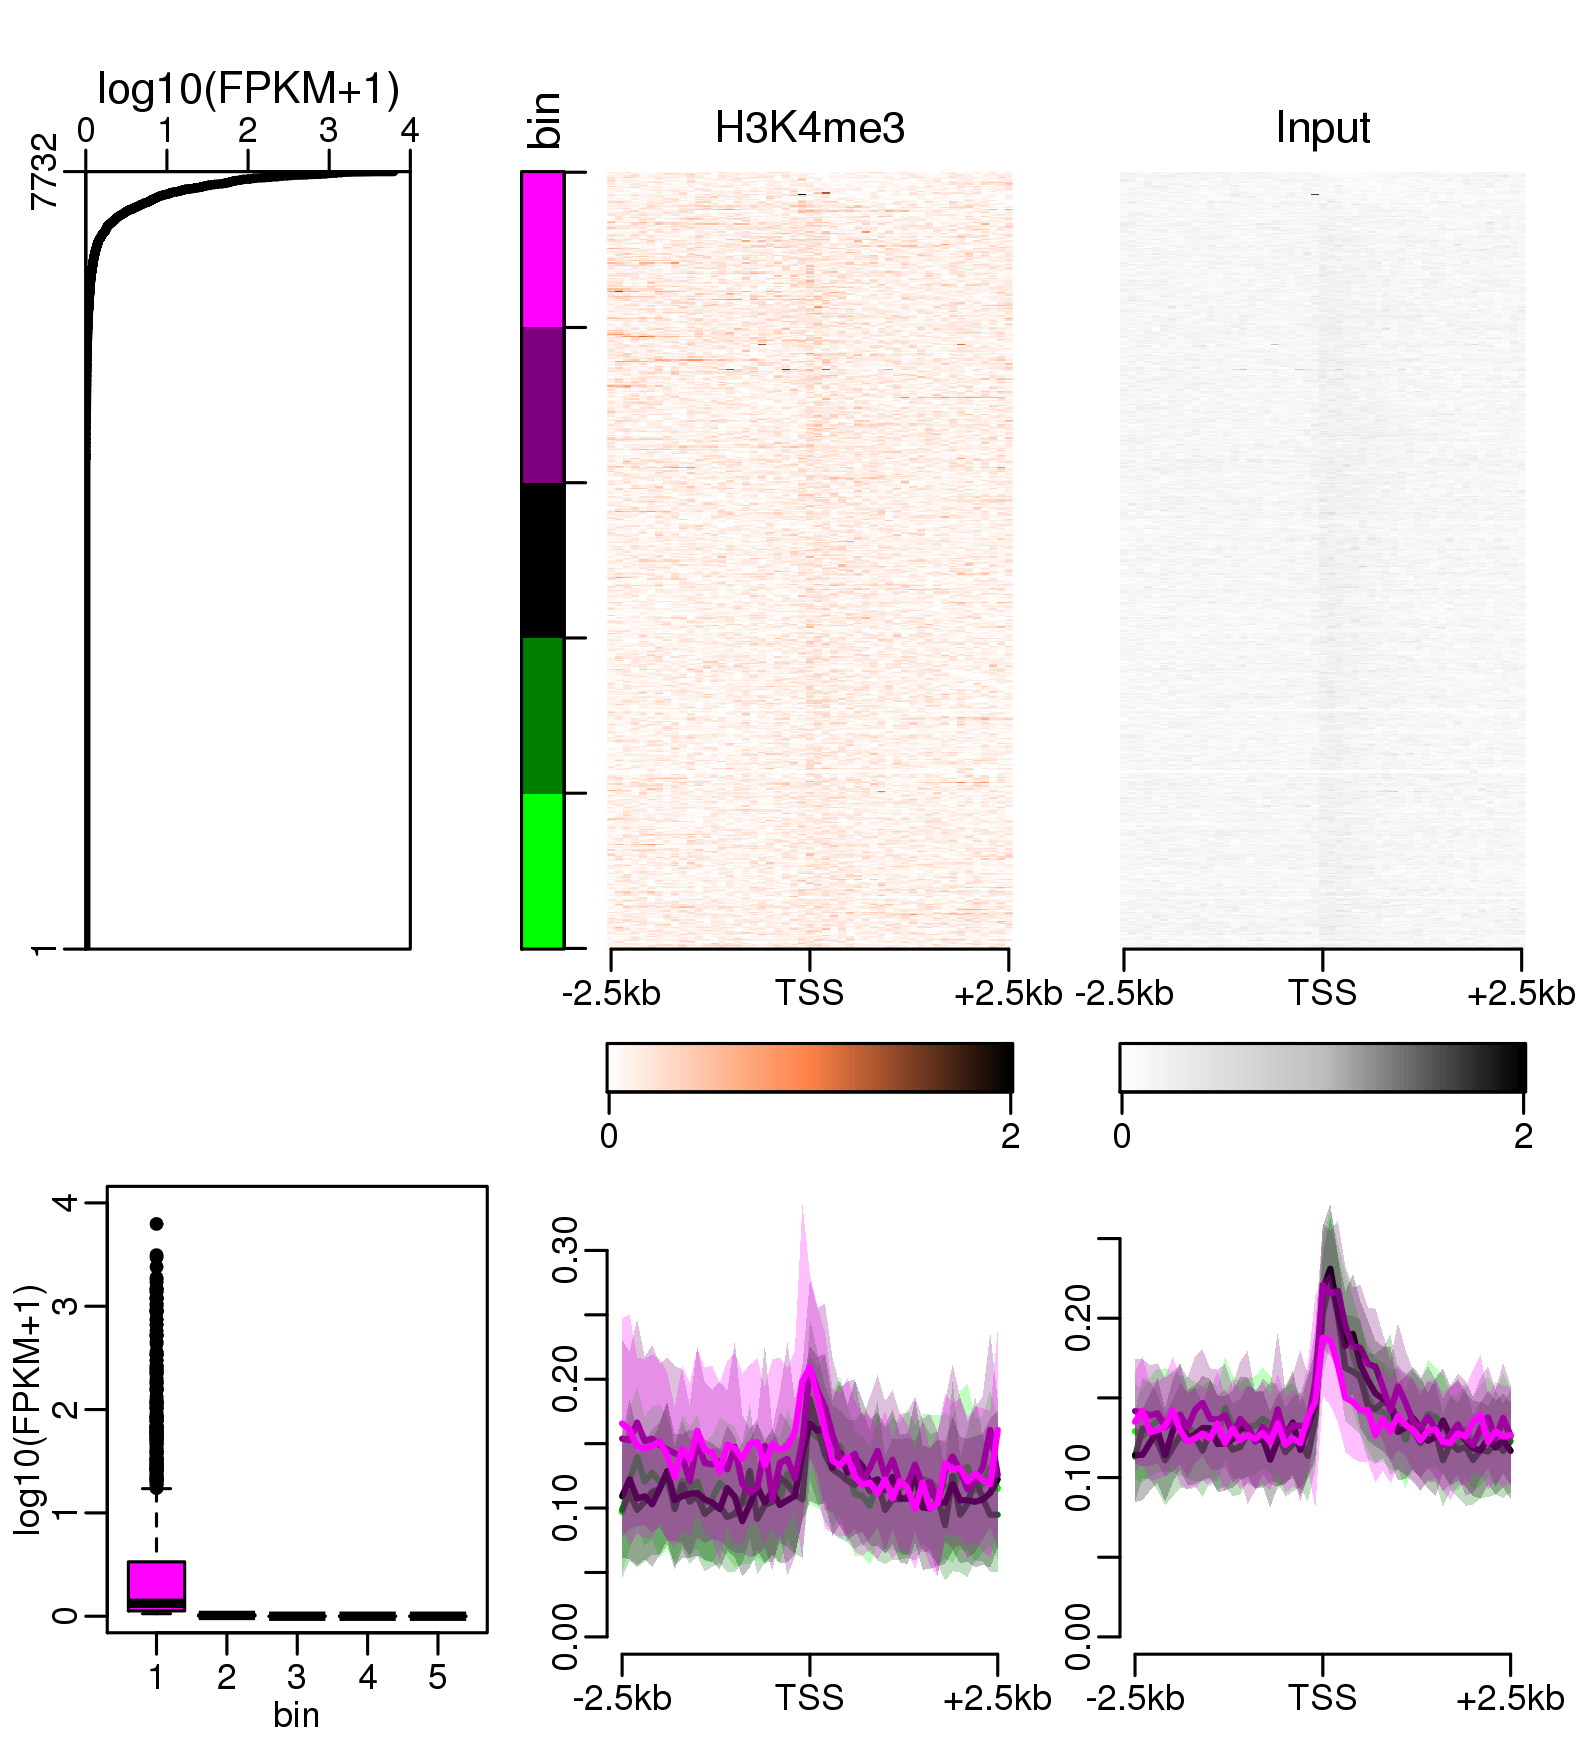 log10(FPKM+1)
0 1 2 3 4
7732
1
bin
H3K4me3
-2.5kb TSS +2.5kb
0 2
Input
-2.5kb TSS +2.5kb
0 2
log10(FPKM+1)
4
3
2
1
0
1 2 3 4 5
bin
0.30
0.20
0.10
0.00
-2.5kb TSS +2.5kb
0.20
0.10
0.00
-2.5kb TSS +2.5kb